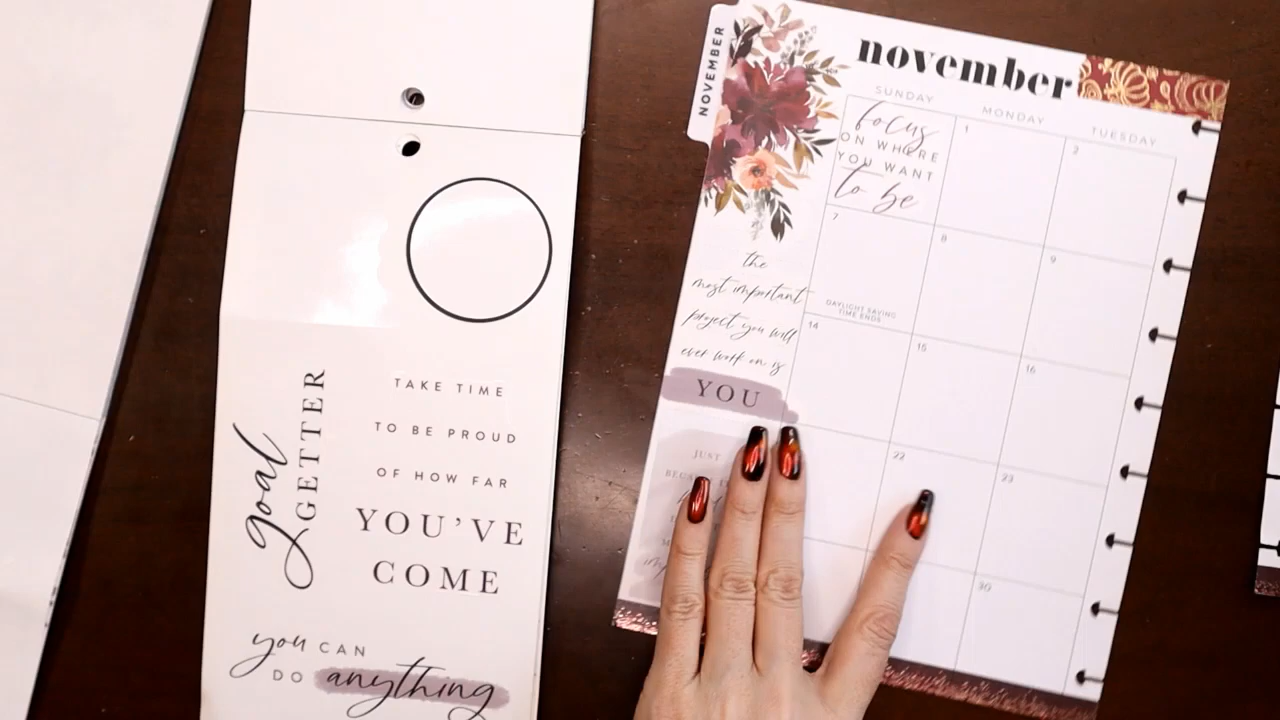 goal
GETTER
TAKE TIME
TO BE PROUD
OF HOW FAR
YOU'VE
COME
you CAN
DO anything
NOVEMBER
november
SUNDAY MONDAY TUESDAY
focus
ON WHERE
YOU WANT
to be
1
2
7
8
9
DAYLIGHT SAVING
TIME ENDS
14
15
16
22
23
30
the
most important
project you will
ever work on is
YOU
JUST